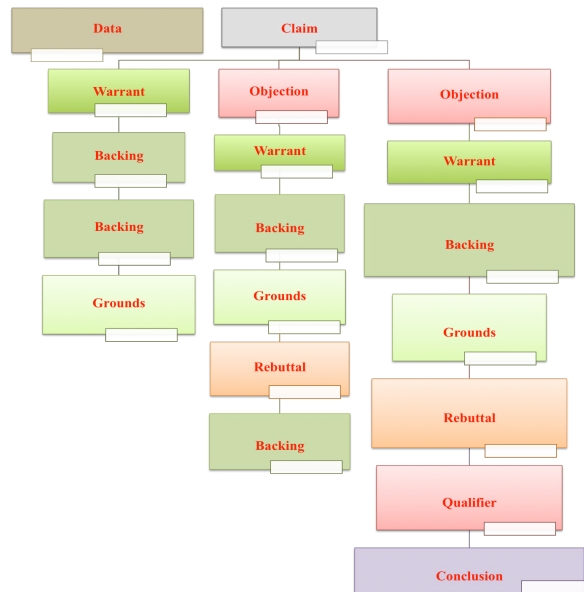 Data
Claim
Warrant
Objection
Objection
Backing
Warrant
Warrant
Backing
Backing
Backing
Grounds
Grounds
Grounds
Rebuttal
Rebuttal
Backing
Qualifier
Conclusion